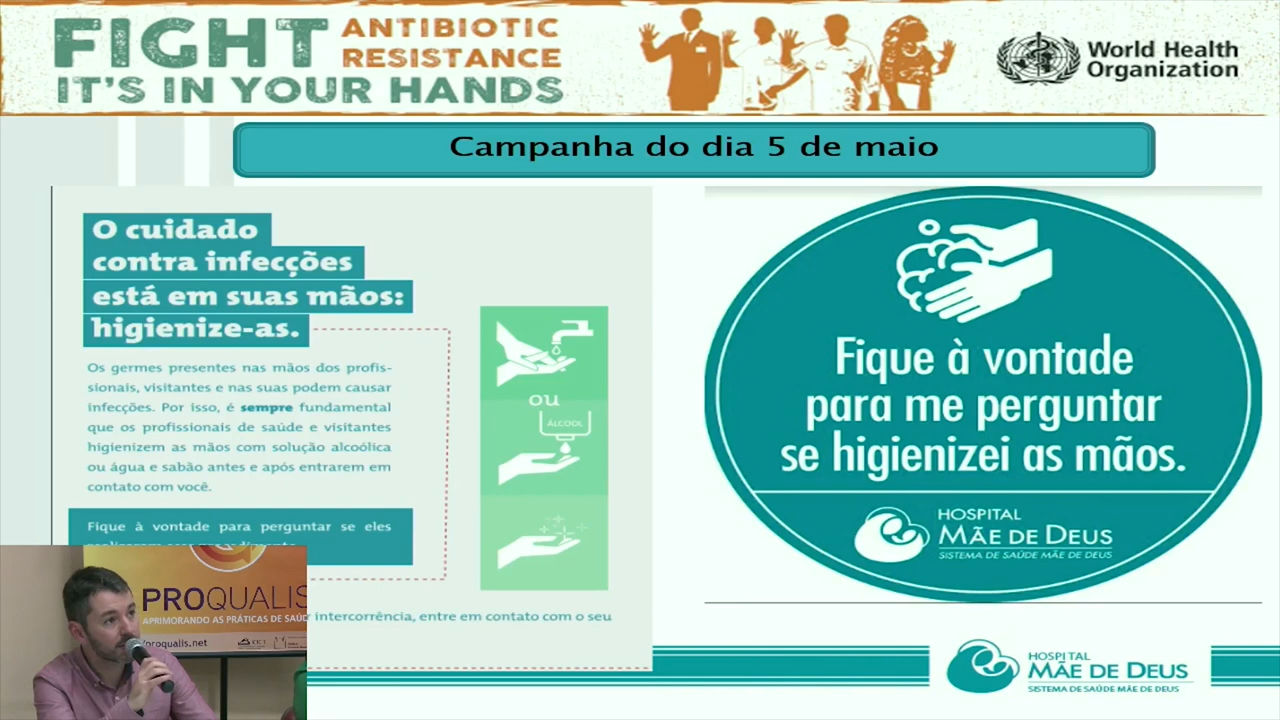 FIGHT ANTIBIOTIC
RESISTANCE
IT'S IN YOUR HANDS
World Health
Organization
Campanha do dia 5 de maio
O cuidado
contra infecções
está em suas mãos:
higienize-as.
Os germes presentes nas mãos dos profis-
sionais, visitantes e nas suas podem causar
infecções. Por isso, é sempre fundamental
que os profissionais de saúde e visitantes
higienizem as mãos com solução alcoólica
ou água e sabão antes e após entrarem em
contato com você.
Fique à vontade para perguntar se eles
intercorrência, entre em contato com o seu
ou
ÁLCOOL
Fique à vontade
para me perguntar
se higienizei as mãos.
HOSPITAL
MÃE DE DEUS
SISTEMA DE SAÚDE MÃE DE DEUS
PROQUALIS
APRIMORANDO AS PRÁTICAS DE SAÚD
/proqualis.net
HOSPITAL
MÃE DE DEUS
SISTEMA DE SAÚDE MÃE DE DEUS